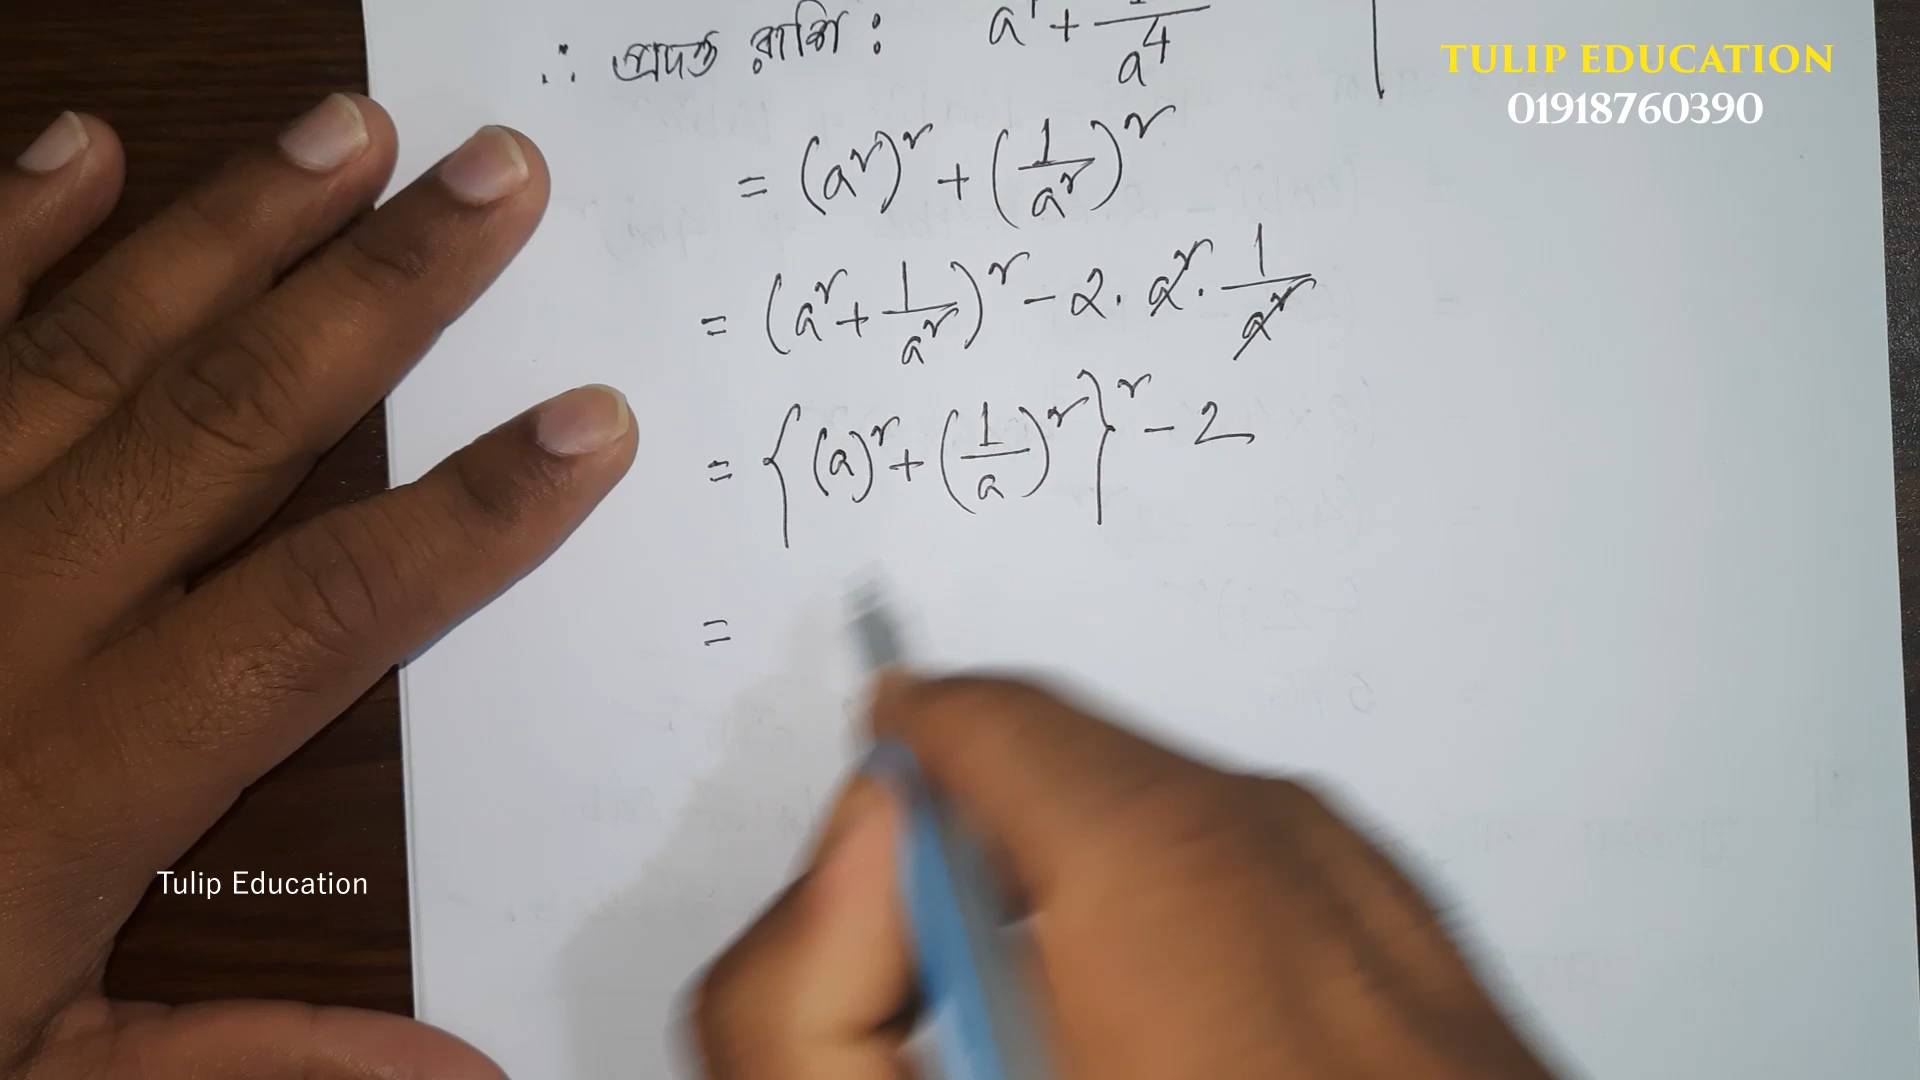 ∴ প্রদত্ত রাশি : a⁴ + 1/a⁴
TULIP EDUCATION
01918760390
= (a²)² + (1/a²)²
= (a² + 1/a²)² - 2. a². 1/a²
= {(a)² + (1/a)²}² - 2
=
Tulip Education